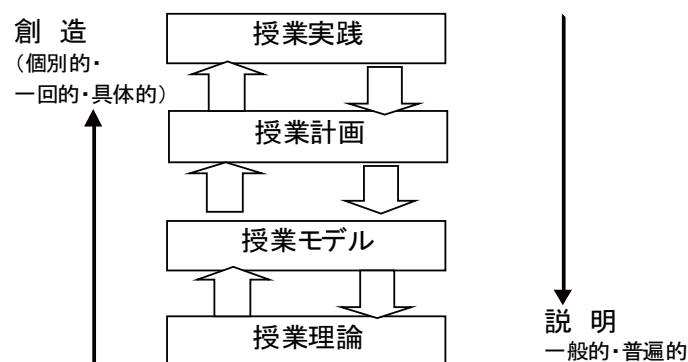 創 造
(個別的・
一回的・具体的)
授業実践
授業計画
授業モデル
授業理論
説 明
一般的・普遍的